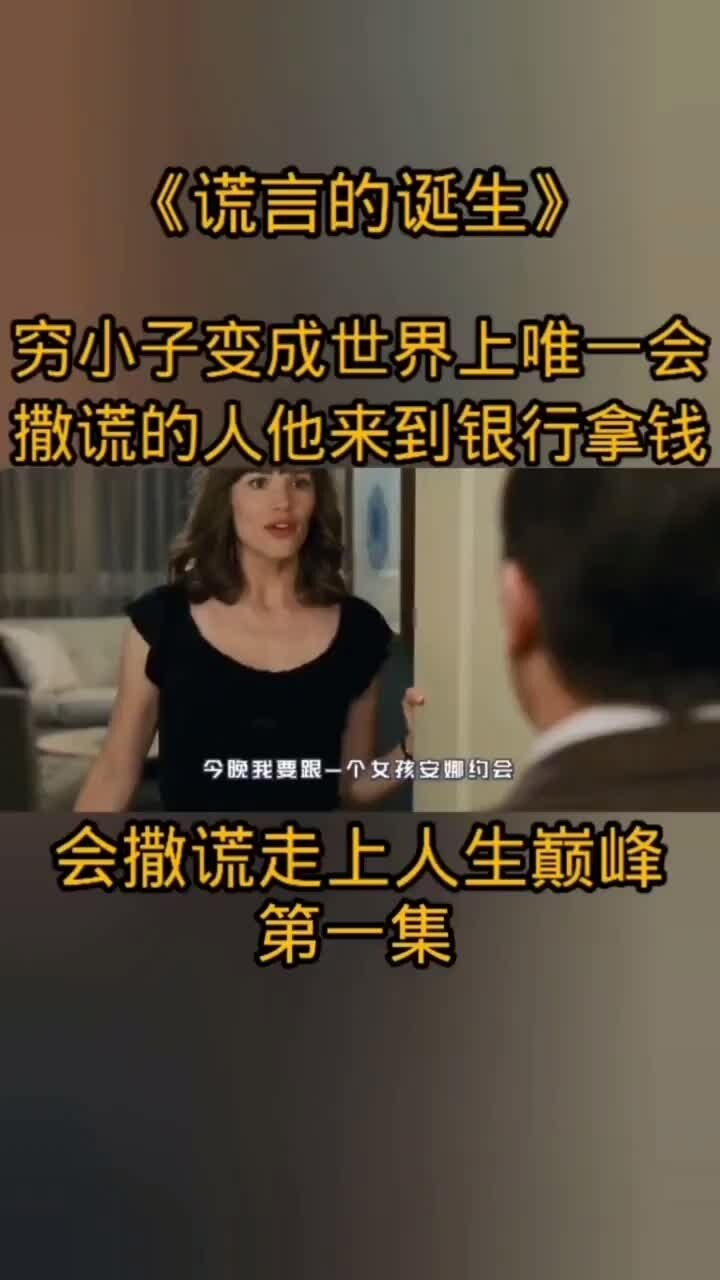 《谎言的诞生》
穷小子变成世界上唯一会
撒谎的人他来到银行拿钱
今晚我要跟一个女孩安娜约会
会撒谎走上人生巅峰
第一集